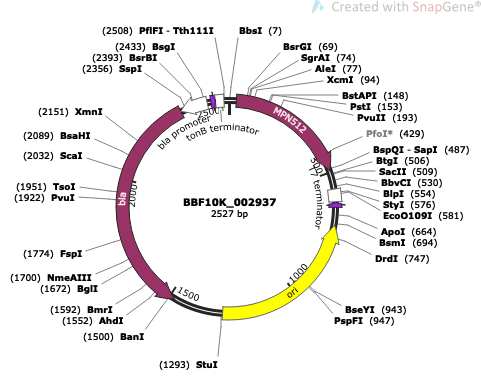 Created with SnapGene®
(2508) PflFI - Tth111I
BbsI (7)
(2433) BsgI
(2393) BsrBI
(2356) SspI
BsrGI (69)
SgrAI (74)
AleI (77)
XcmI (94)
BstAPI (148)
PstI (153)
PvuII (193)
PfoI* (429)
BspQI - SapI (487)
BtgI (506)
SacII (509)
BbvCI (530)
BlpI (554)
StyI (576)
EcoO109I (581)
ApoI (664)
BsmI (694)
DrdI (747)
BseYI (943)
PspFI (947)
(1293) StuI
(1500) BanI
(1552) AhdI
(1592) BmrI
(1672) BglI
(1700) NmeAIII
(1774) FspI
(1922) PvuI
(1951) TsoI
(2032) ScaI
(2089) BsaHI
(2151) XmnI
bla promoter
tonB terminator
MPN512
T7 terminator
ori
bla
500
1000
1500
2000
2500
BBF10K_002937
2527 bp